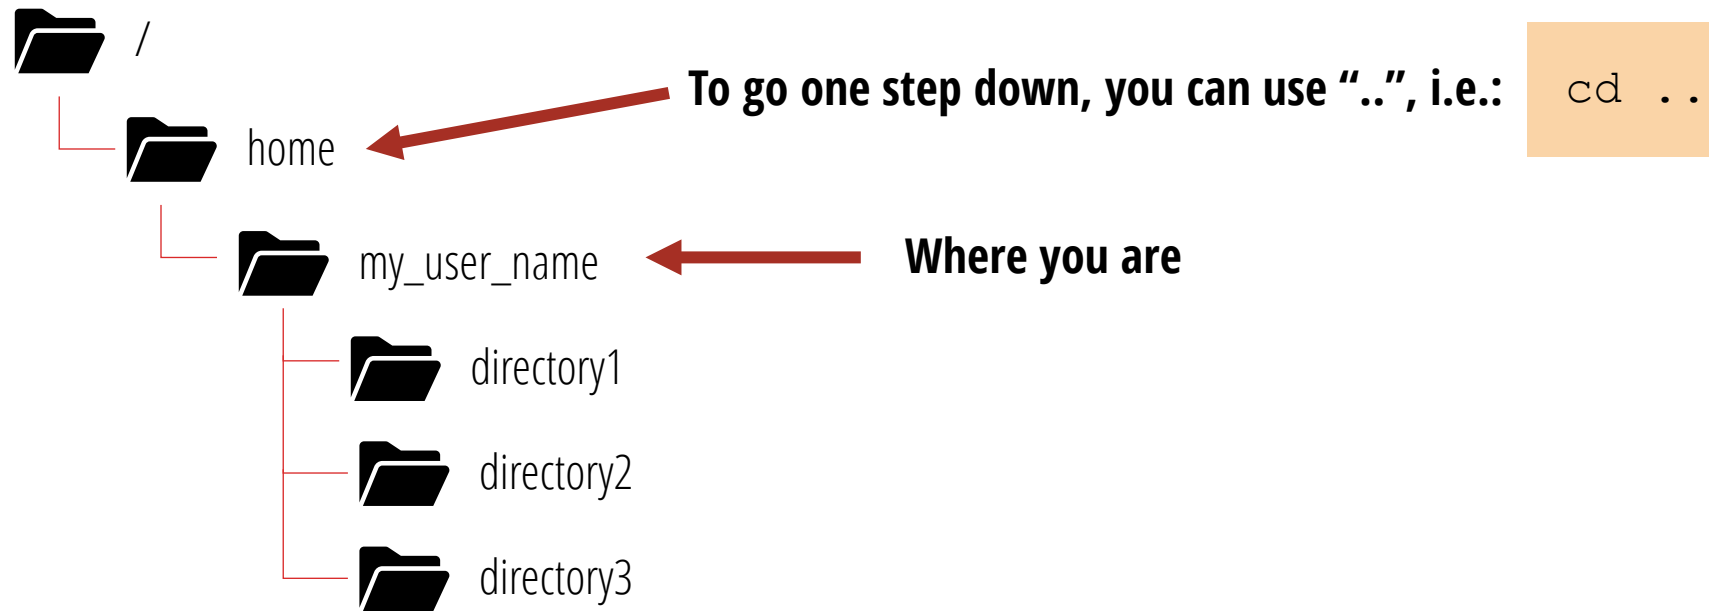 /
To go one step down, you can use “..”, i.e.: cd ..
home
my_user_name
Where you are
directory1
directory2
directory3